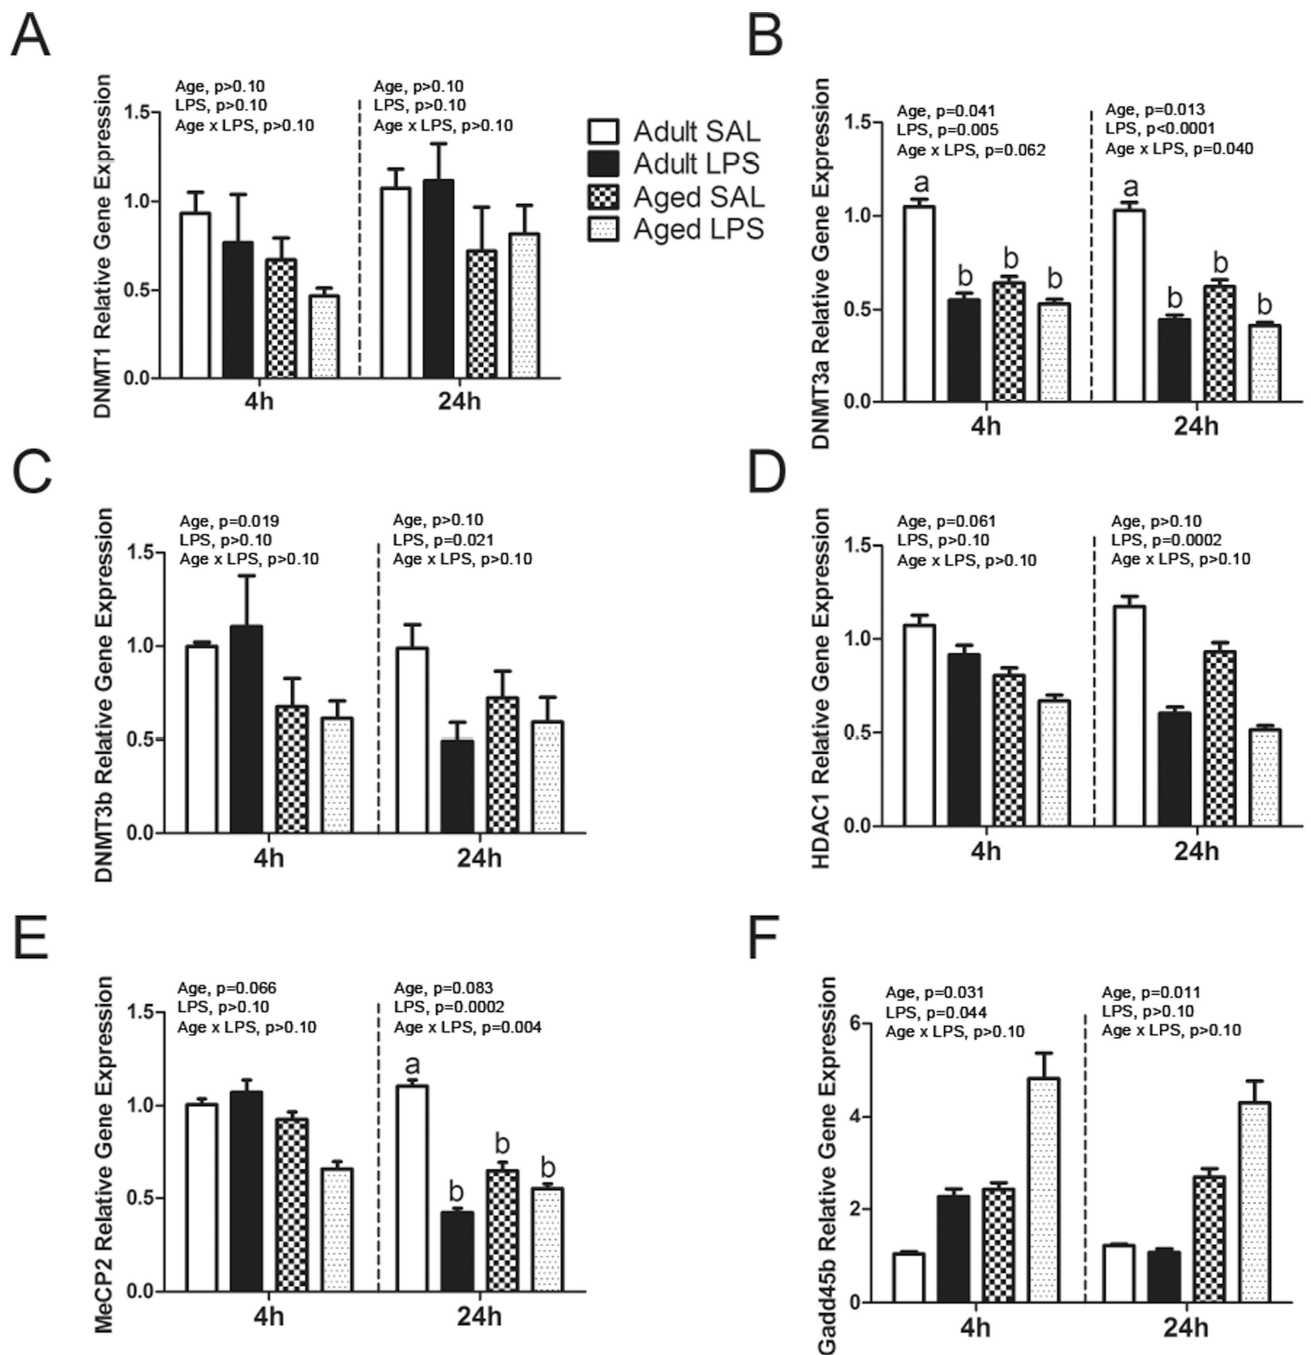 A
DNMT1 Relative Gene Expression
Age, p>0.10
LPS, p>0.10
Age x LPS, p>0.10
Age, p>0.10
LPS, p>0.10
Age x LPS, p>0.10
1.5
1.0
0.5
0.0
4h
24h
Adult SAL
Adult LPS
Aged SAL
Aged LPS
B
DNMT3a Relative Gene Expression
Age, p=0.041
LPS, p=0.005
Age x LPS, p=0.062
Age, p=0.013
LPS, p<0.0001
Age x LPS, p=0.040
1.5
1.0
0.5
0.0
a
b
b
b
a
b
b
b
4h
24h
C
DNMT3b Relative Gene Expression
Age, p=0.019
LPS, p>0.10
Age x LPS, p>0.10
Age, p>0.10
LPS, p=0.021
Age x LPS, p>0.10
1.5
1.0
0.5
0.0
4h
24h
D
HDAC1 Relative Gene Expression
Age, p=0.061
LPS, p>0.10
Age x LPS, p>0.10
Age, p>0.10
LPS, p=0.0002
Age x LPS, p>0.10
1.5
1.0
0.5
0.0
4h
24h
E
MeCP2 Relative Gene Expression
Age, p=0.066
LPS, p>0.10
Age x LPS, p>0.10
Age, p=0.083
LPS, p=0.0002
Age x LPS, p=0.004
1.5
1.0
0.5
0.0
a
b
b
b
4h
24h
F
Gadd45b Relative Gene Expression
Age, p=0.031
LPS, p=0.044
Age x LPS, p>0.10
Age, p=0.011
LPS, p>0.10
Age x LPS, p>0.10
6
4
2
0
4h
24h